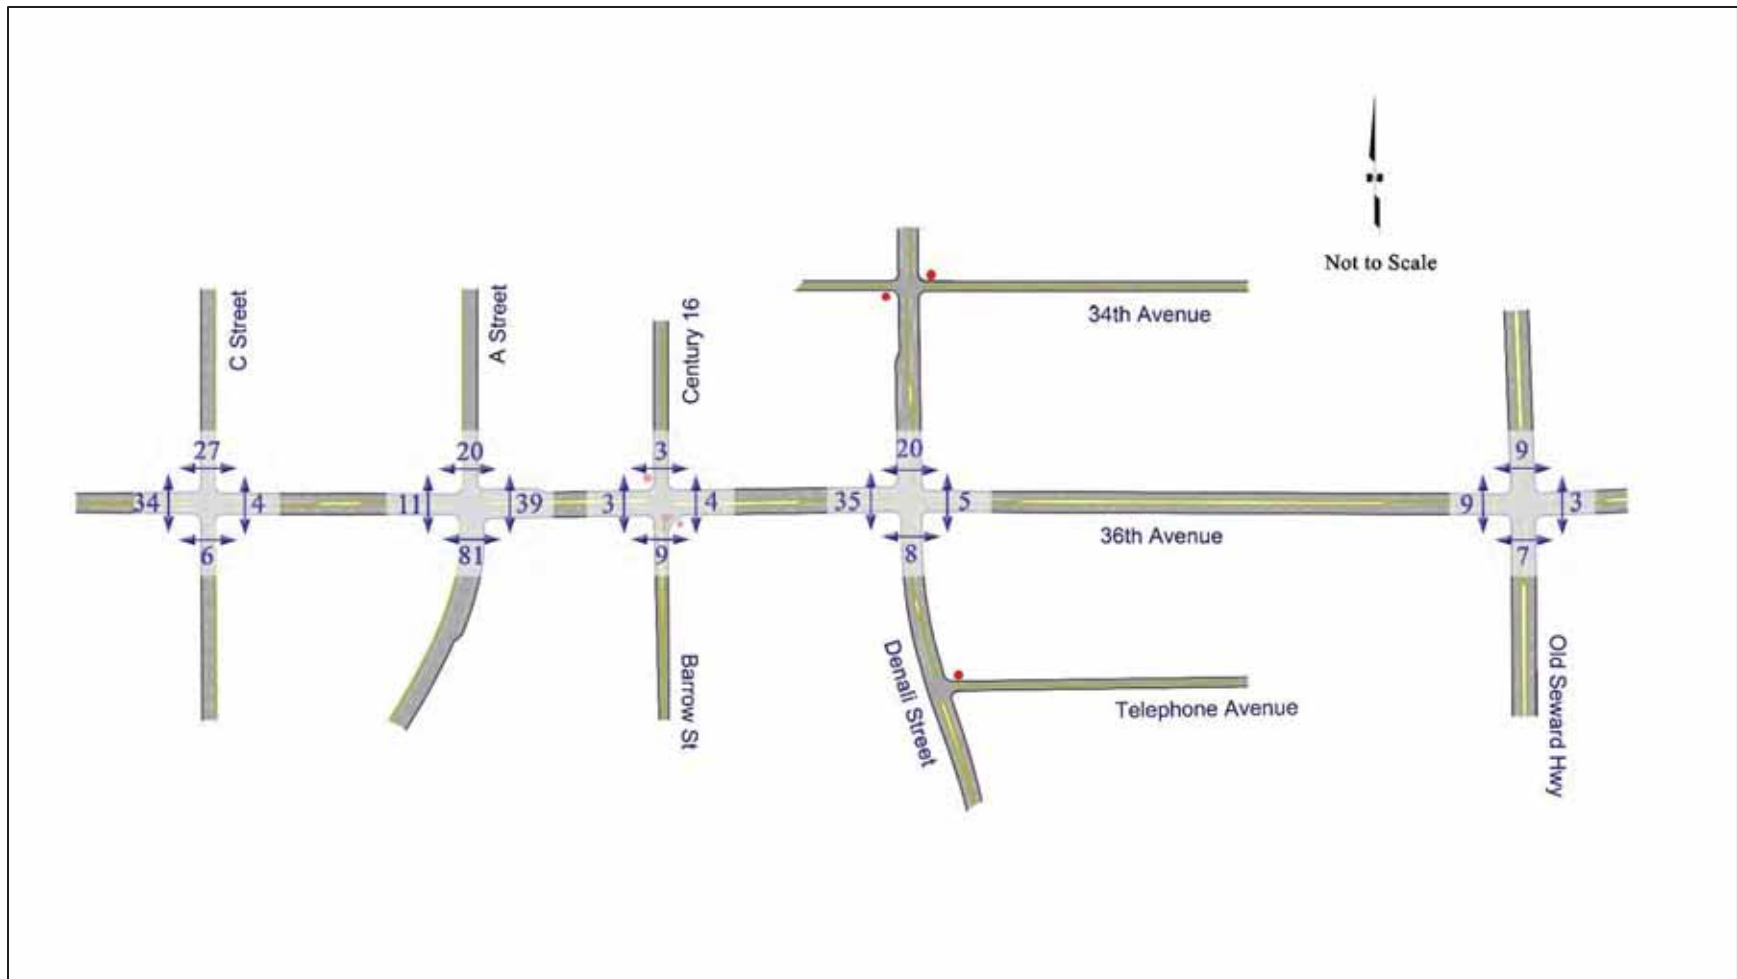 Not to Scale
34th Avenue
C Street
A Street
Century 16
27
20
3
20
9
34
4
11
39
3
4
35
5
9
3
36th Avenue
6
81
9
8
7
Barrow St
Denali Street
Telephone Avenue
Old Seward Hwy